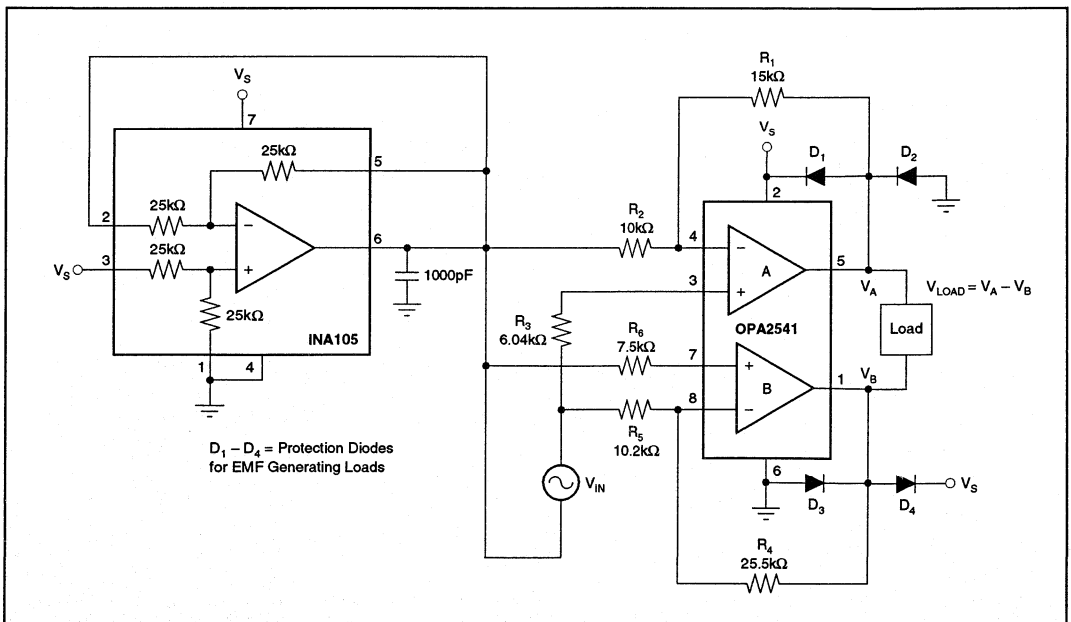 V_S
7
25kΩ
5
2
25kΩ
−
25kΩ
6
V_S
3
+
1000pF
25kΩ
INA105
1
4
D_1 – D_4 = Protection Diodes
for EMF Generating Loads
R_1
15kΩ
V_S
D_1
D_2
2
R_2
10kΩ
4
−
A
5
V_A
V_LOAD = V_A – V_B
3
+
R_3
6.04kΩ
OPA2541
Load
R_6
7.5kΩ
7
+
B
1
V_B
8
−
R_5
10.2kΩ
6
V_IN
D_3
D_4
V_S
R_4
25.5kΩ